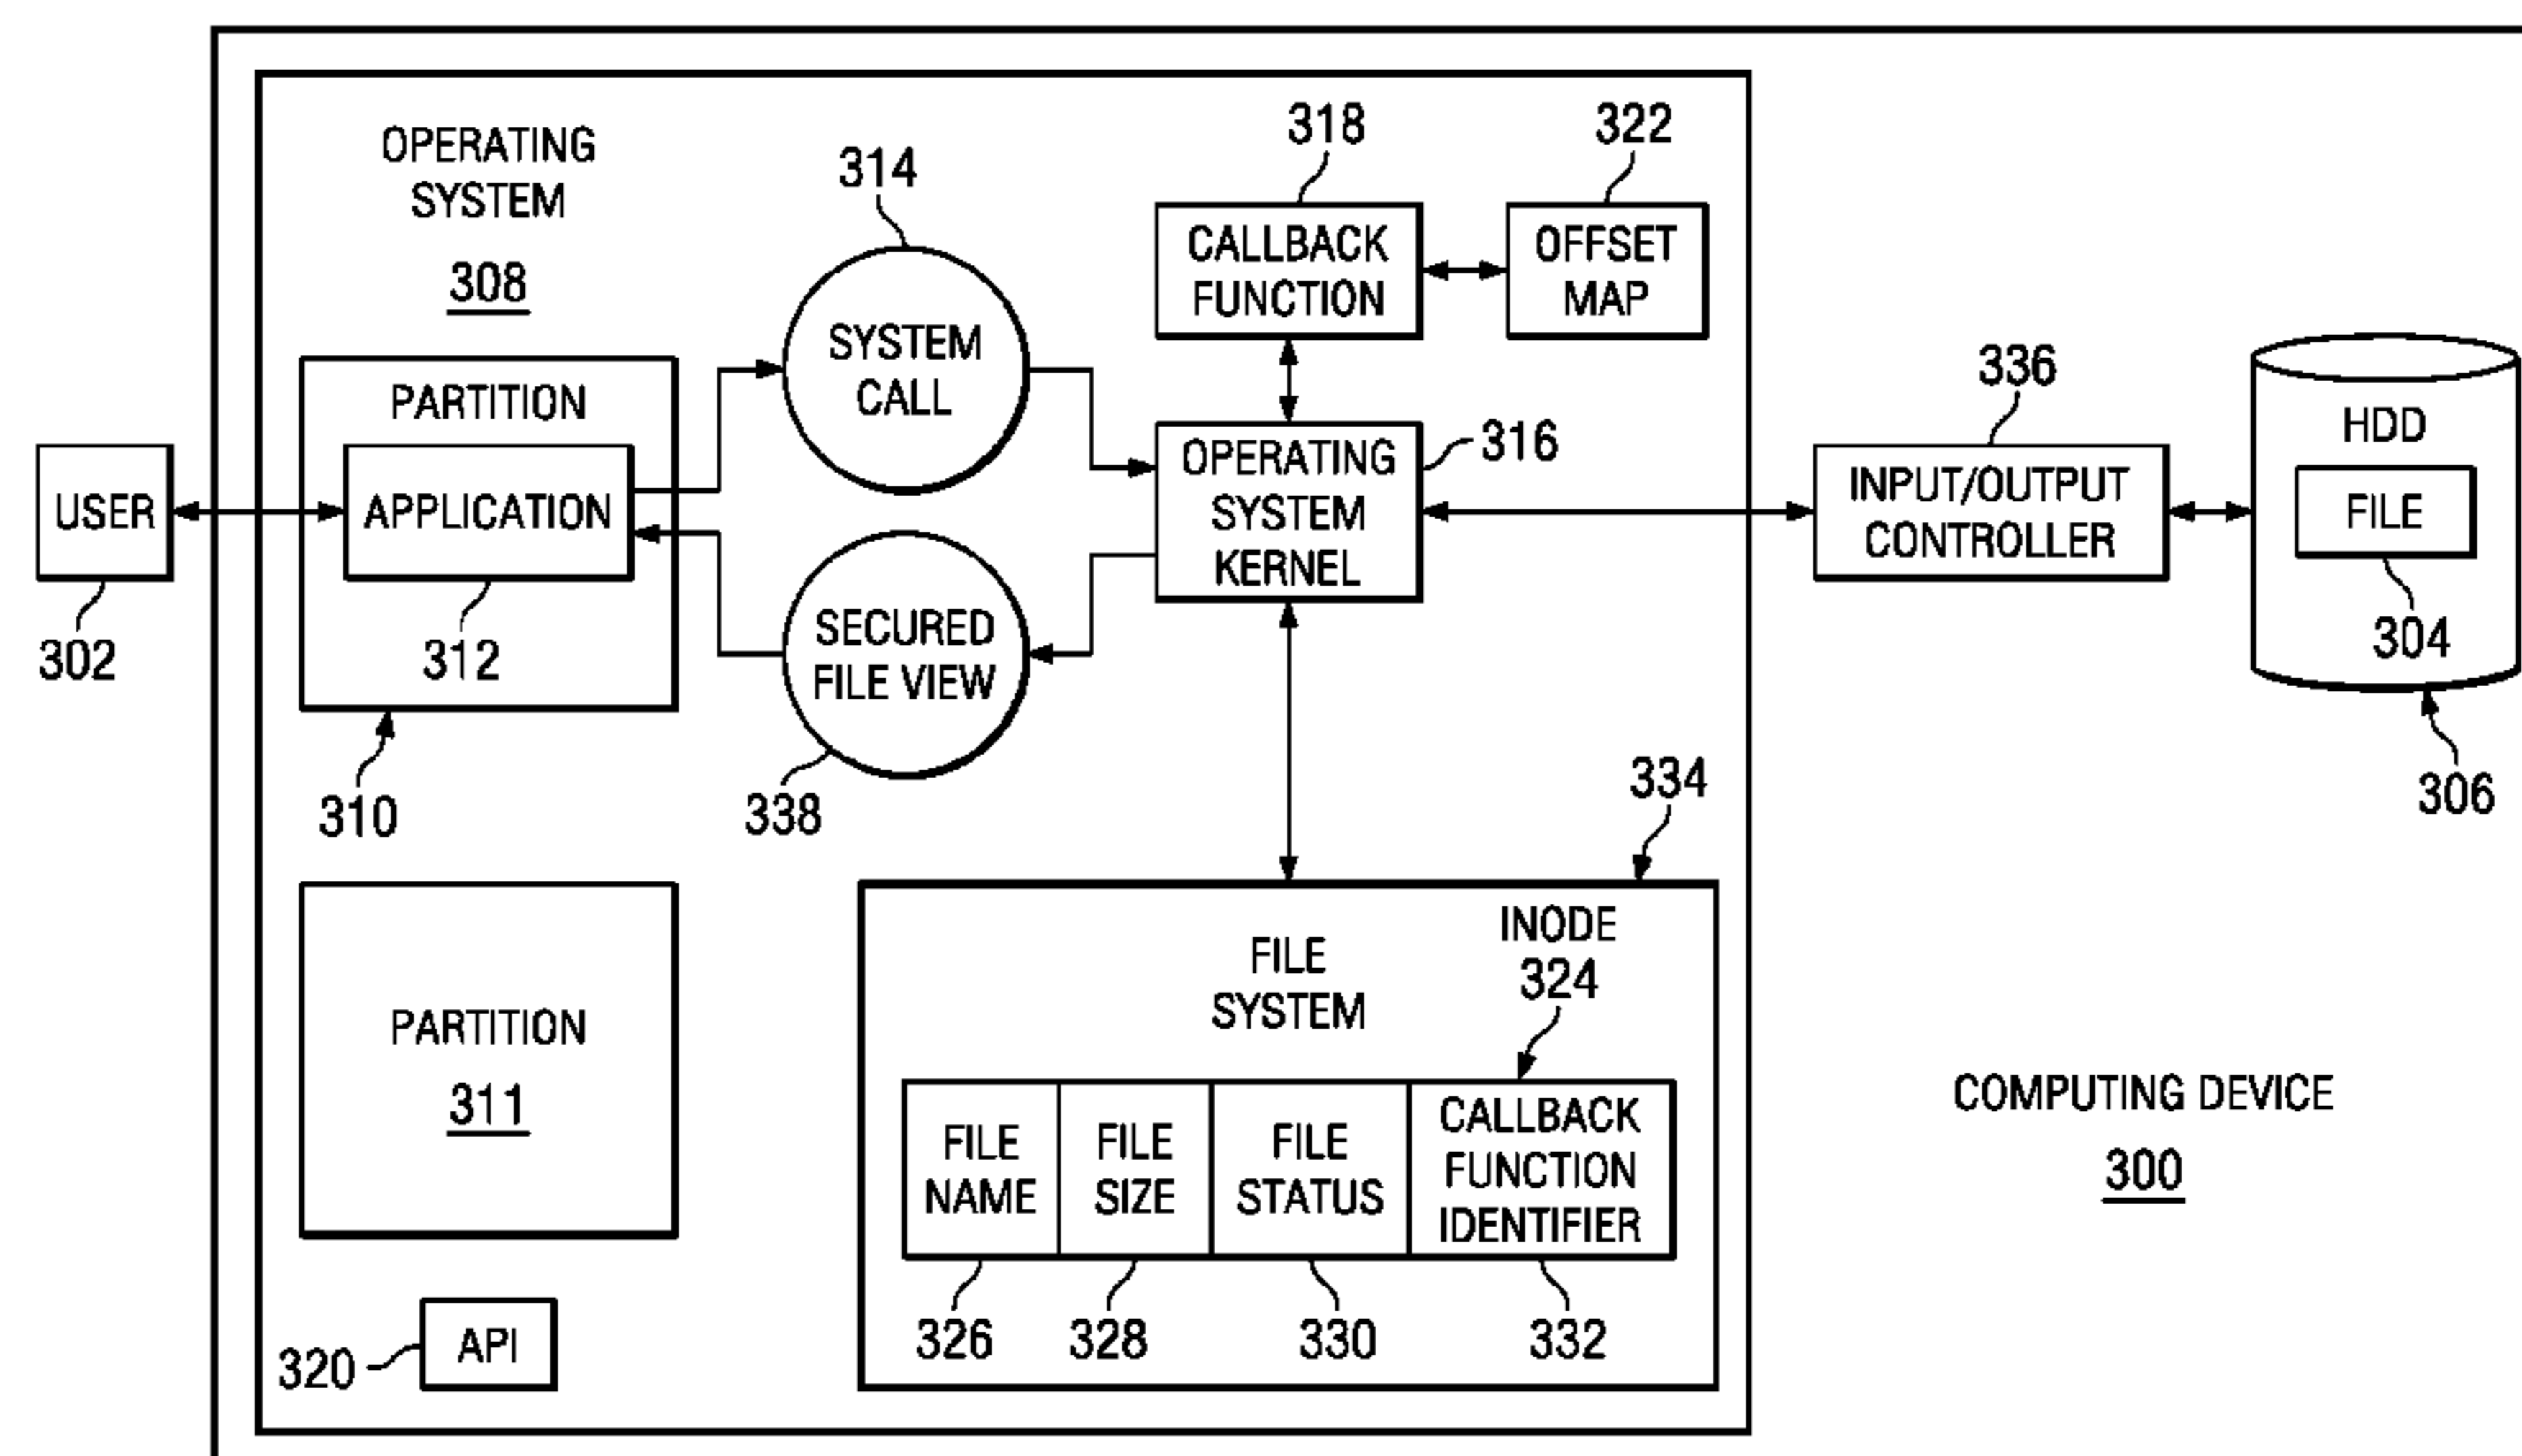 OPERATING
SYSTEM
308
314
318
322
SYSTEM
CALL
CALLBACK
FUNCTION
OFFSET
MAP
PARTITION
APPLICATION
312
310
USER
302
SECURED
FILE VIEW
338
OPERATING
SYSTEM
KERNEL
316
336
INPUT/OUTPUT
CONTROLLER
HDD
FILE
304
306
334
PARTITION
311
FILE
SYSTEM
INODE
324
FILE
NAME
FILE
SIZE
FILE
STATUS
CALLBACK
FUNCTION
IDENTIFIER
326
328
330
332
320
API
COMPUTING DEVICE
300